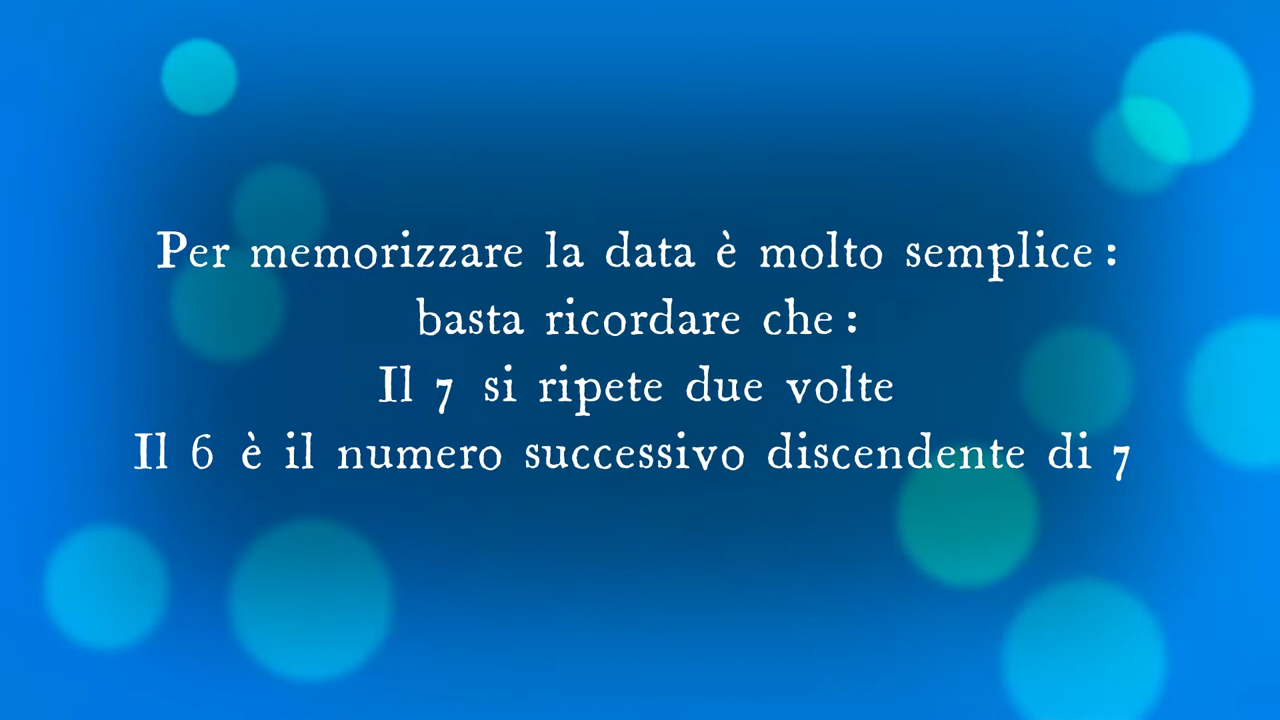 Per memorizzare la data è molto semplice:
basta ricordare che:
Il 7 si ripete due volte
Il 6 è il numero successivo discendente di 7